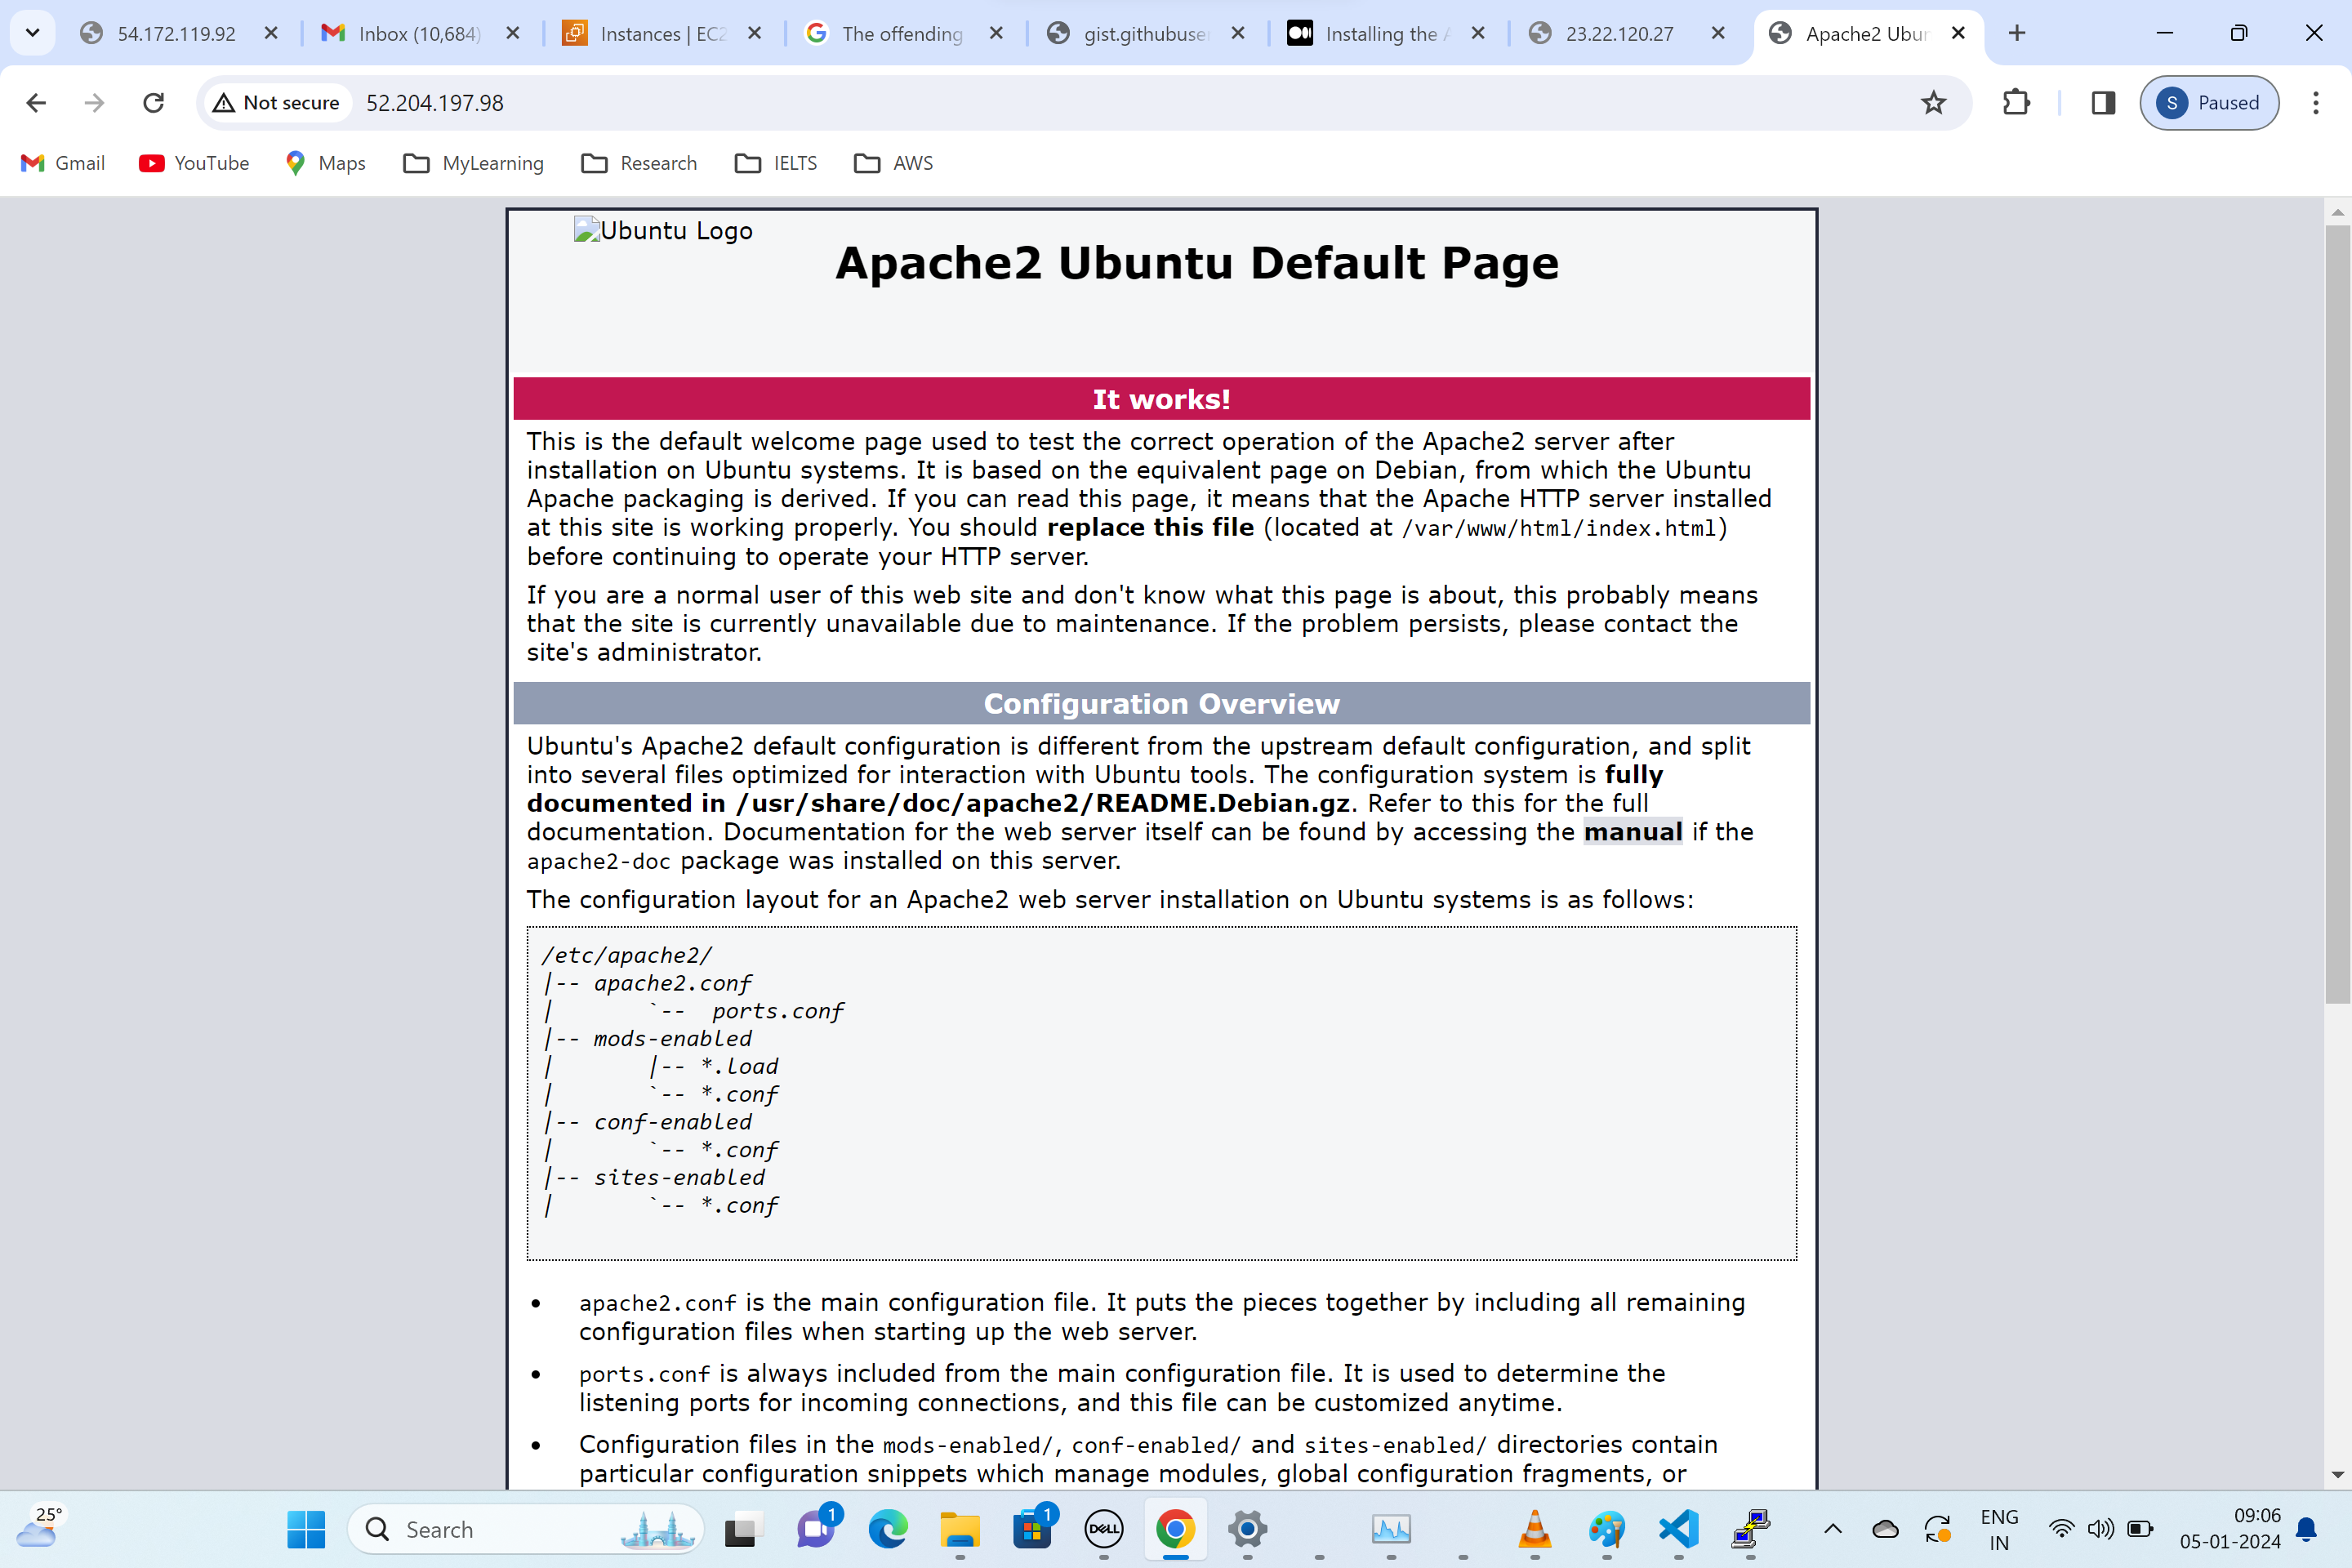 54.172.119.92
Inbox (10,684)
Instances | EC2
The offending
gist.githubuser
Installing the A
23.22.120.27
Apache2 Ubun
Not secure
52.204.197.98
S
Paused
Gmail
YouTube
Maps
MyLearning
Research
IELTS
AWS
Ubuntu Logo
Apache2 Ubuntu Default Page
It works!
This is the default welcome page used to test the correct operation of the Apache2 server after
installation on Ubuntu systems. It is based on the equivalent page on Debian, from which the Ubuntu
Apache packaging is derived. If you can read this page, it means that the Apache HTTP server installed
at this site is working properly. You should replace this file (located at /var/www/html/index.html)
before continuing to operate your HTTP server.
If you are a normal user of this web site and don't know what this page is about, this probably means
that the site is currently unavailable due to maintenance. If the problem persists, please contact the
site's administrator.
Configuration Overview
Ubuntu's Apache2 default configuration is different from the upstream default configuration, and split
into several files optimized for interaction with Ubuntu tools. The configuration system is fully
documented in /usr/share/doc/apache2/README.Debian.gz. Refer to this for the full
documentation. Documentation for the web server itself can be found by accessing the manual if the
apache2-doc package was installed on this server.
The configuration layout for an Apache2 web server installation on Ubuntu systems is as follows:
/etc/apache2/
|-- apache2.conf
|       `--  ports.conf
|-- mods-enabled
|       |-- *.load
|       `-- *.conf
|-- conf-enabled
|       `-- *.conf
|-- sites-enabled
|       `-- *.conf
• apache2.conf is the main configuration file. It puts the pieces together by including all remaining
configuration files when starting up the web server.
• ports.conf is always included from the main configuration file. It is used to determine the
listening ports for incoming connections, and this file can be customized anytime.
• Configuration files in the mods-enabled/, conf-enabled/ and sites-enabled/ directories contain
particular configuration snippets which manage modules, global configuration fragments, or
25°
Search
1
1
DELL
ENG
IN
09:06
05-01-2024